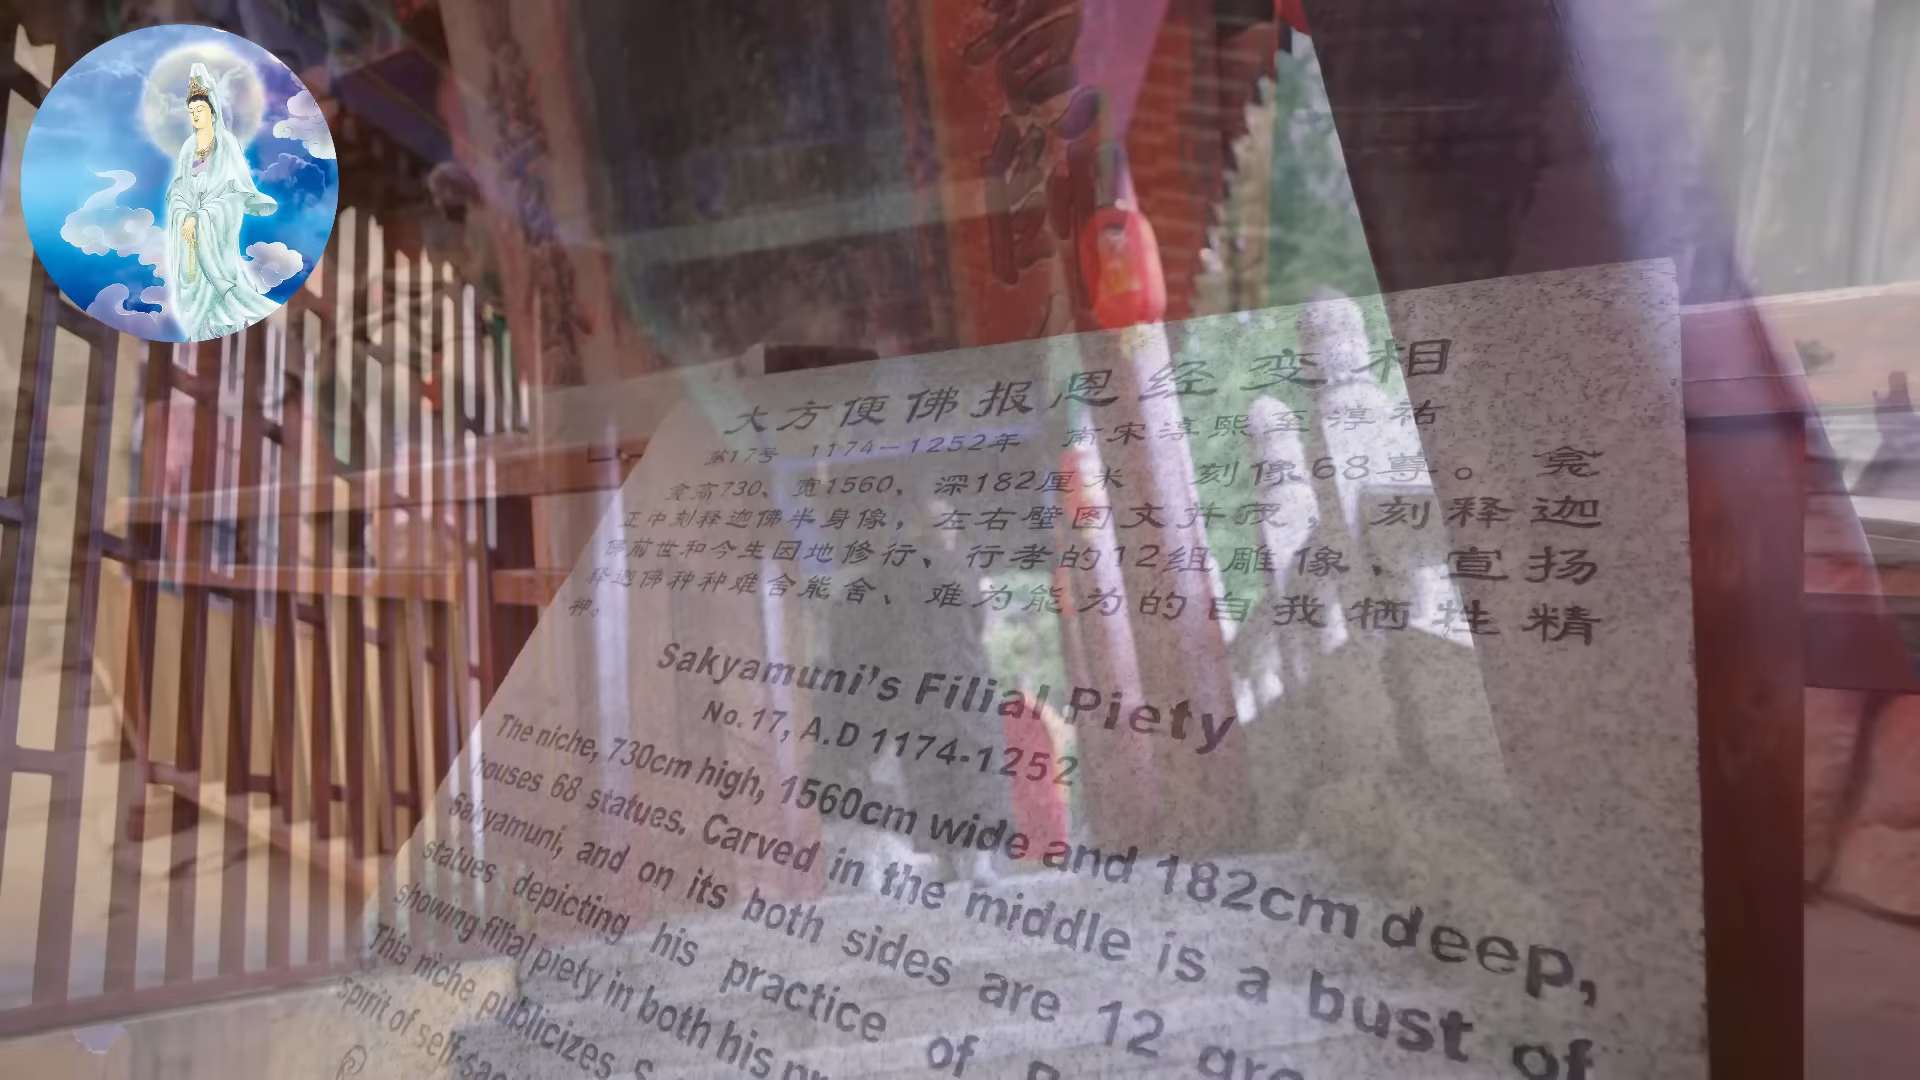 大方便佛报恩经变相
第17号 1174-1252年 南宋淳熙至淳祐
龛高730、宽1560、深182厘米 刻像68尊。龛
正中刻释迦佛半身像，左右壁图文并茂，刻释迦
佛前世和今生因地修行、行孝的12组雕像，宣扬
释迦佛种种难舍能舍、难为能为的自我牺牲精
神。
Sakyamuni's Filial Piety
No.17, A.D 1174-1252
The niche, 730cm high, 1560cm wide and 182cm deep,
houses 68 statues. Carved in the middle is a bust of
Sakyamuni, and on its both sides are 12
statues depicting his practice of
showing filial piety in both his
This niche publicizes
spirit of